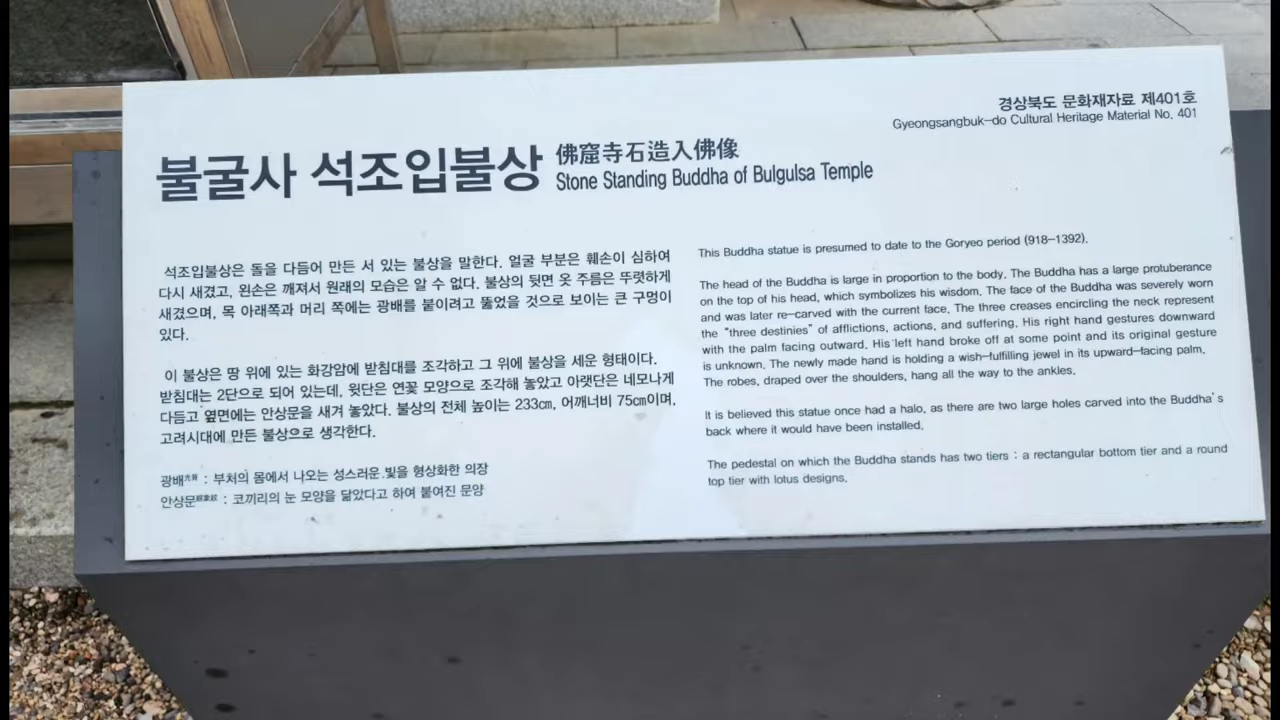 경상북도 문화재자료 제401호
Gyeongsangbuk-do Cultural Heritage Material No. 401
불굴사 석조입불상
佛窟寺石造入佛像
Stone Standing Buddha of Bulgulsa Temple
석조입불상은 돌을 다듬어 만든 서 있는 불상을 말한다. 얼굴 부분은 훼손이 심하여
다시 새겼고, 왼손은 깨져서 원래의 모습은 알 수 없다. 불상의 뒷면 옷 주름은 뚜렷하게
새겼으며, 목 아래쪽과 머리 쪽에는 광배를 붙이려고 뚫었을 것으로 보이는 큰 구멍이
있다.
이 불상은 땅 위에 있는 화강암에 받침대를 조각하고 그 위에 불상을 세운 형태이다.
받침대는 2단으로 되어 있는데, 윗단은 연꽃 모양으로 조각해 놓았고 아랫단은 네모나게
다듬고 옆면에는 안상문을 새겨 놓았다. 불상의 전체 높이는 233㎝, 어깨너비 75㎝이며,
고려시대에 만든 불상으로 생각한다.
광배光背 : 부처의 몸에서 나오는 성스러운 빛을 형상화한 의장
안상문眼象紋 : 코끼리의 눈 모양을 닮았다고 하여 붙여진 문양
This Buddha statue is presumed to date to the Goryeo period (918-1392).
The head of the Buddha is large in proportion to the body. The Buddha has a large protuberance
on the top of his head, which symbolizes his wisdom. The face of the Buddha was severely worn
and was later re-carved with the current face. The three creases encircling the neck represent
the "three destinies" of afflictions, actions, and suffering. His right hand gestures downward
with the palm facing outward. His left hand broke off at some point and its original gesture
is unknown. The newly made hand is holding a wish-fulfilling jewel in its upward-facing palm.
The robes, draped over the shoulders, hang all the way to the ankles.
It is believed this statue once had a halo, as there are two large holes carved into the Buddha's
back where it would have been installed.
The pedestal on which the Buddha stands has two tiers : a rectangular bottom tier and a round
top tier with lotus designs.